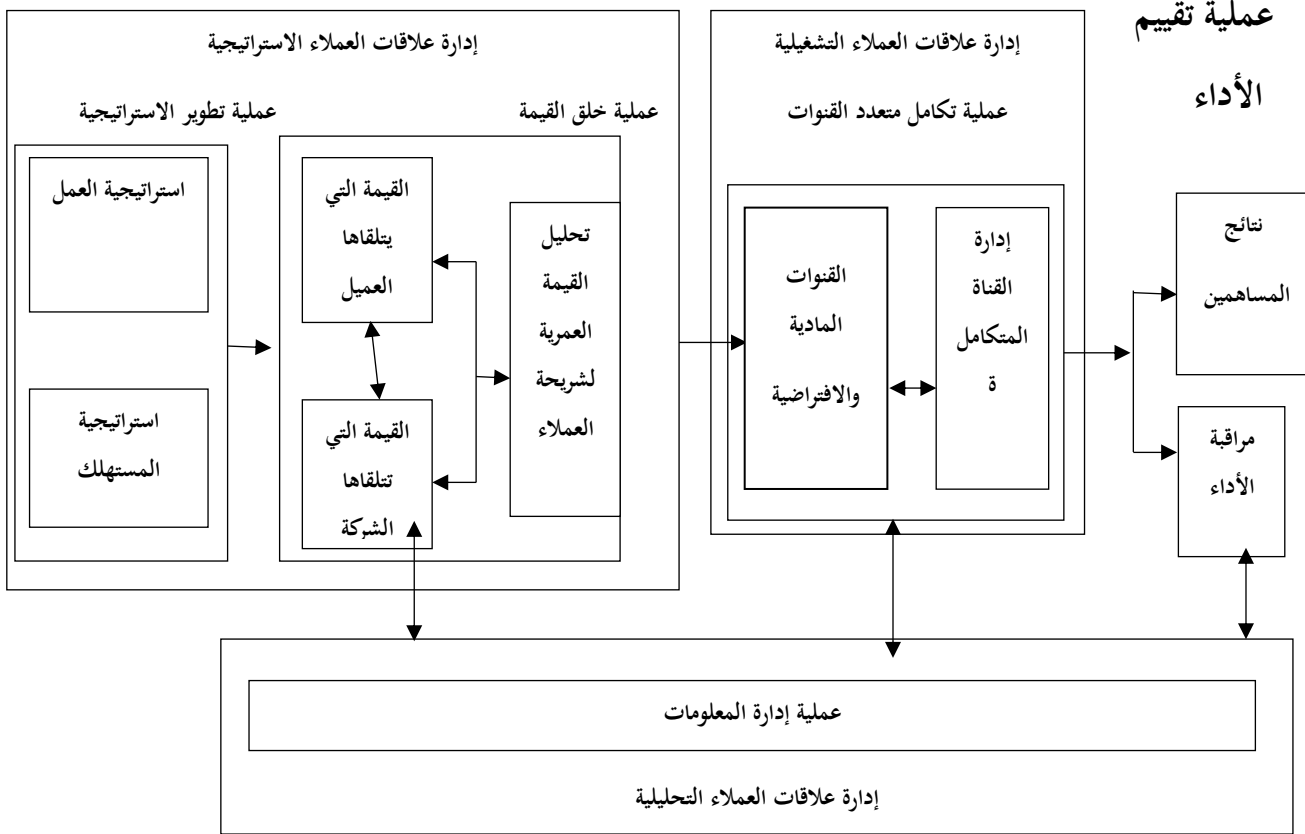 عملية تقييم
الأداء
إدارة علاقات العملاء التشغيلية
إدارة علاقات العملاء الاستراتيجية
عملية تكامل متعدد القنوات
عملية خلق القيمة
عملية تطوير الاستراتيجية
استراتيجية العمل
استراتيجية
المستهلك
القيمة التي
يتلقاها
العميل
القيمة التي
تتلقاها
الشركة
تحليل
القيمة
العمرية
لشريحة
العملاء
القنوات
المادية
والافتراضية
إدارة
القناة
المتكامل
ة
نتائج
المساهمين
مراقبة
الأداء
عملية إدارة المعلومات
إدارة علاقات العملاء التحليلية